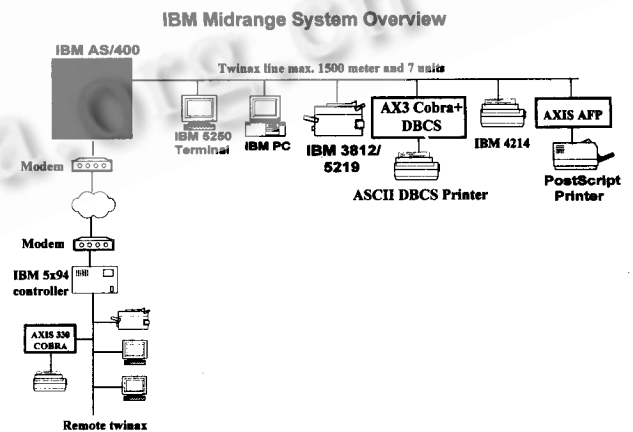 IBM Midrange System Overview
IBM AS/400
Twinax line max. 1500 meter and 7 units
IBM 5250
Terminal
IBM PC
IBM 3812/
5219
AX3 Cobra+
DBCS
ASCII DBCS Printer
IBM 4214
AXIS AFP
PostScript
Printer
Modem
Modem
IBM 5x94
controller
AXIS 330
COBRA
Remote twinax